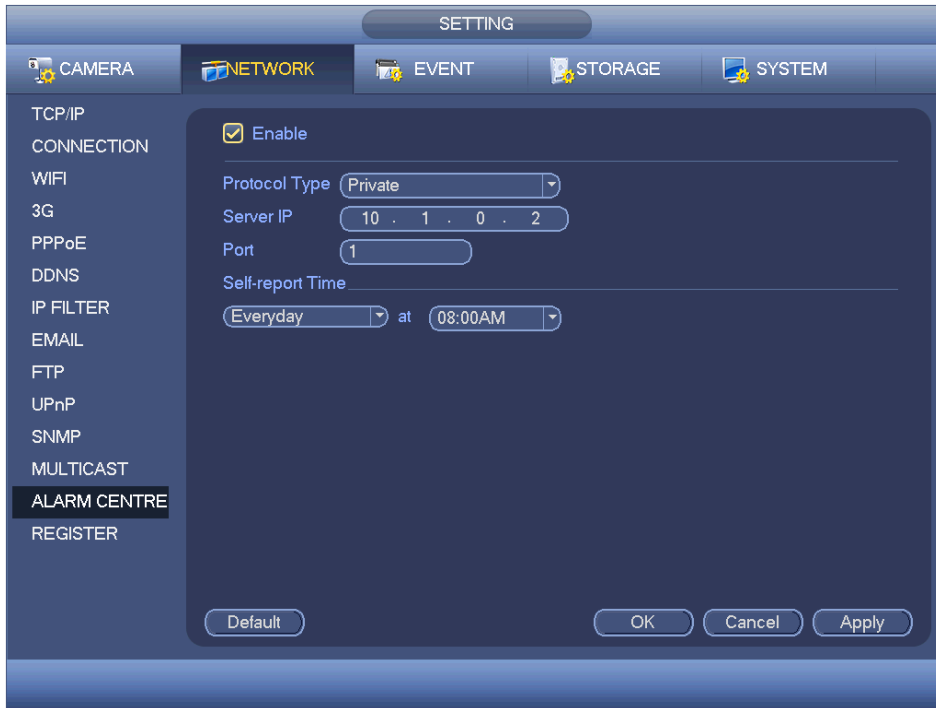 SETTING
CAMERA NETWORK EVENT STORAGE SYSTEM
TCP/IP
CONNECTION
WIFI
3G
PPPoE
DDNS
IP FILTER
EMAIL
FTP
UPnP
SNMP
MULTICAST
ALARM CENTRE
REGISTER
Enable
Protocol Type Private
Server IP 10 . 1 . 0 . 2
Port 1
Self-report Time
Everyday at 08:00AM
Default OK Cancel Apply